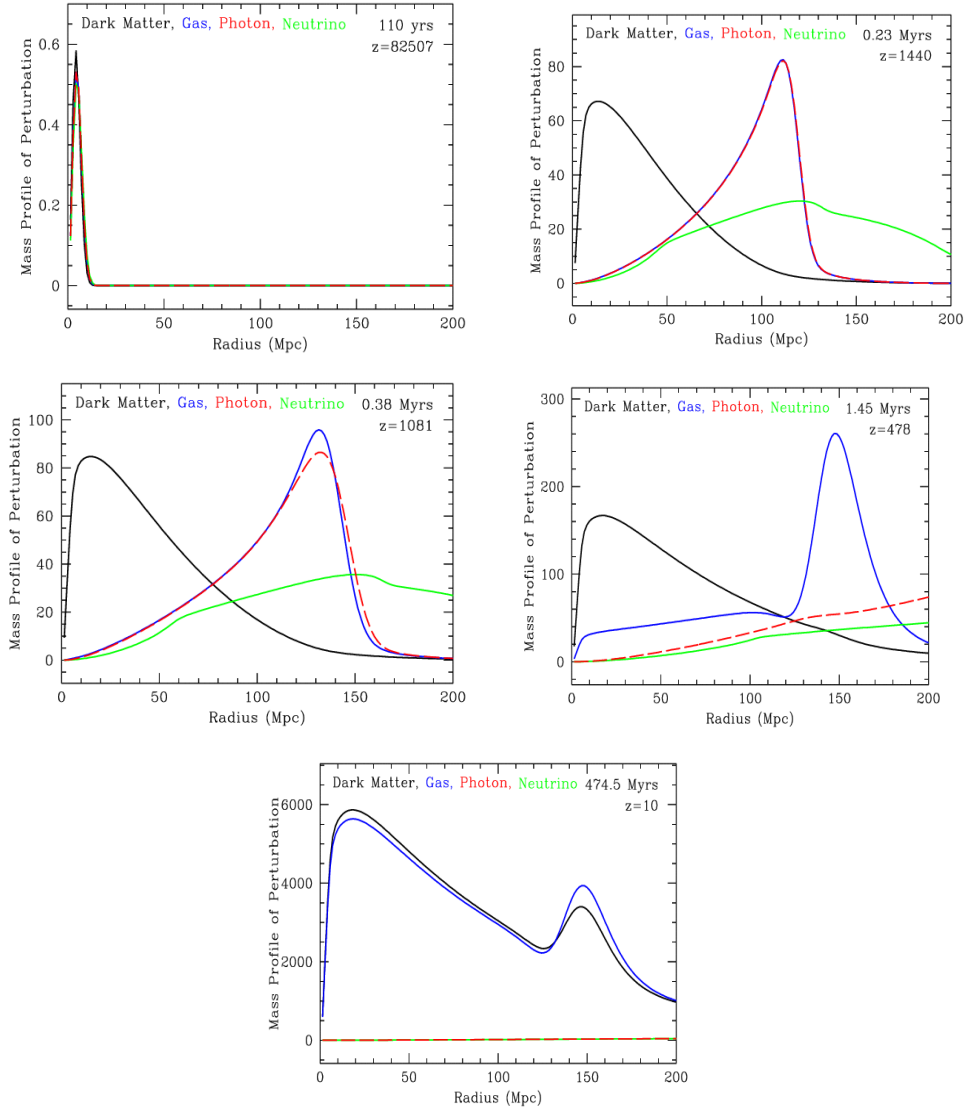 Dark Matter, Gas, Photon, Neutrino 110 yrs
z=82507
Mass Profile of Perturbation
0.6
0.4
0.2
0
0 50 100 150 200
Radius (Mpc)
Dark Matter, Gas, Photon, Neutrino 0.23 Myrs
z=1440
Mass Profile of Perturbation
80
60
40
20
0
0 50 100 150 200
Radius (Mpc)
Dark Matter, Gas, Photon, Neutrino 0.38 Myrs
z=1081
Mass Profile of Perturbation
100
80
60
40
20
0
0 50 100 150 200
Radius (Mpc)
Dark Matter, Gas, Photon, Neutrino 1.45 Myrs
z=478
Mass Profile of Perturbation
300
200
100
0
0 50 100 150 200
Radius (Mpc)
Dark Matter, Gas, Photon, Neutrino 474.5 Myrs
z=10
Mass Profile of Perturbation
6000
4000
2000
0
0 50 100 150 200
Radius (Mpc)